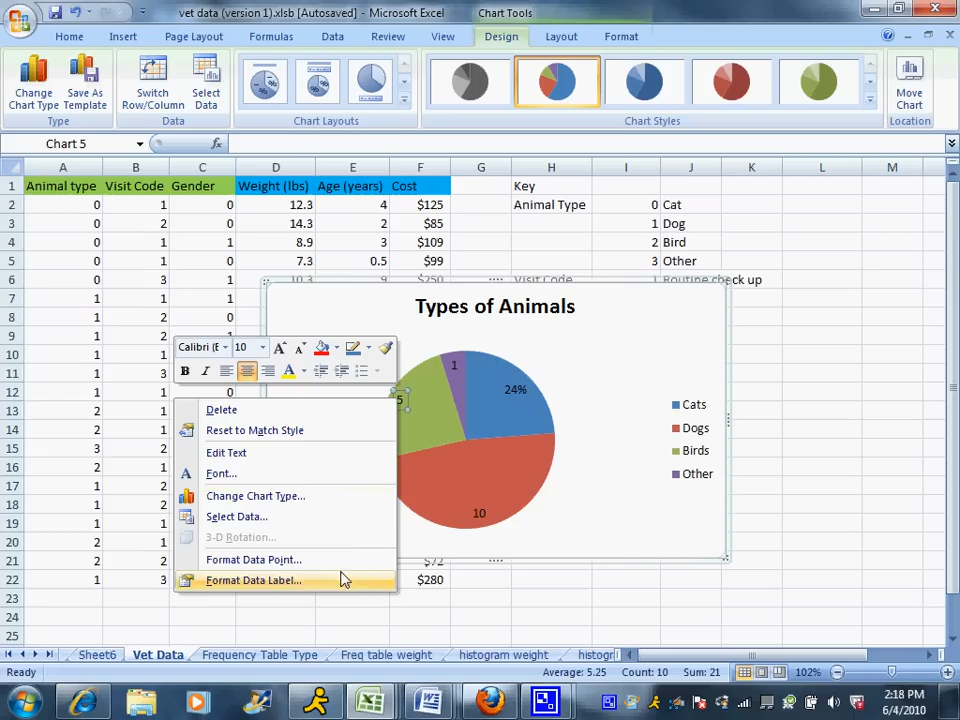 vet data (version 1).xlsb [Autosaved] - Microsoft Excel Chart Tools
Home Insert Page Layout Formulas Data Review View Design Layout Format
Change Chart Type Save As Template Switch Row/Column Select Data Move Chart
Type Data Chart Layouts Chart Styles Location
Chart 5 fx
A B C D E F G H I J K L M
1 Animal type Visit Code Gender Weight (lbs) Age (years) Cost Key
2 0 1 0 12.3 4 $125 Animal Type 0 Cat
3 0 2 0 14.3 2 $85 1 Dog
4 0 1 1 8.9 3 $109 2 Bird
5 0 1 0 7.3 0.5 $99 3 Other
6 0 3 1 10.3 9 $250 Visit Code 1 Routine check up
7 1 1 1
8 1 2 0
9 1 1 1
10 1 1
11 1 3
12 1 1 0
13 2 1
14 2 1
15 3 2
16 2 1
17 1 2
18 1 2
19 1 1
20 2 1
21 2 2 $72
22 1 3 $280
23
24
25
Types of Animals
1
24%
5
10
Cats
Dogs
Birds
Other
Calibri (E 10 A A
B I A
Delete
Reset to Match Style
Edit Text
A Font...
Change Chart Type...
Select Data...
3-D Rotation...
Format Data Point...
Format Data Label...
Sheet6 Vet Data Frequency Table Type Freq table weight histogram weight histogr
Ready Average: 5.25 Count: 10 Sum: 21 102%
2:18 PM
6/4/2010